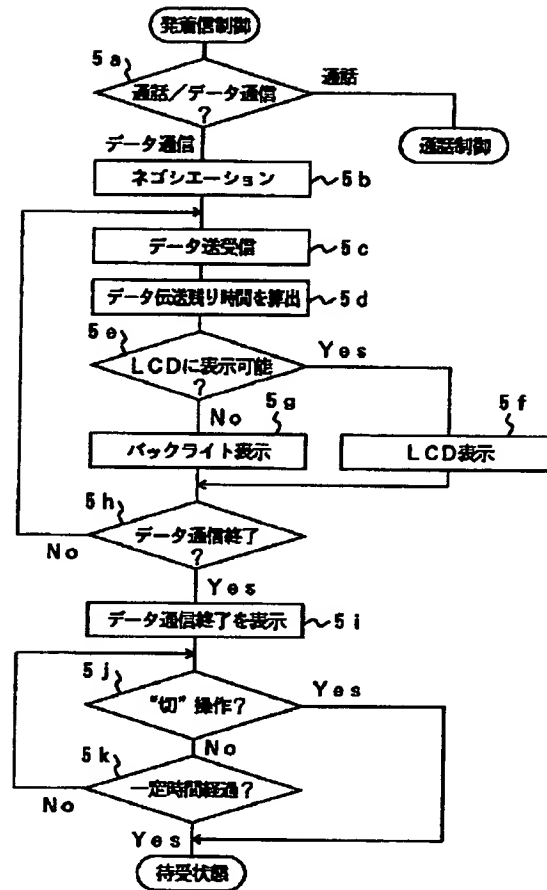 発着信制御
5a
通話／データ通信
?
通話
通話制御
データ通信
ネゴシエーション
5b
データ送受信
5c
データ伝送残り時間を算出
5d
5e
LCDに表示可能
?
Yes
No
5g
バックライト表示
5f
LCD表示
5h
データ通信終了
?
No
Yes
データ通信終了を表示
5i
5j
“切”操作?
Yes
No
5k
一定時間経過?
No
Yes
待受状態